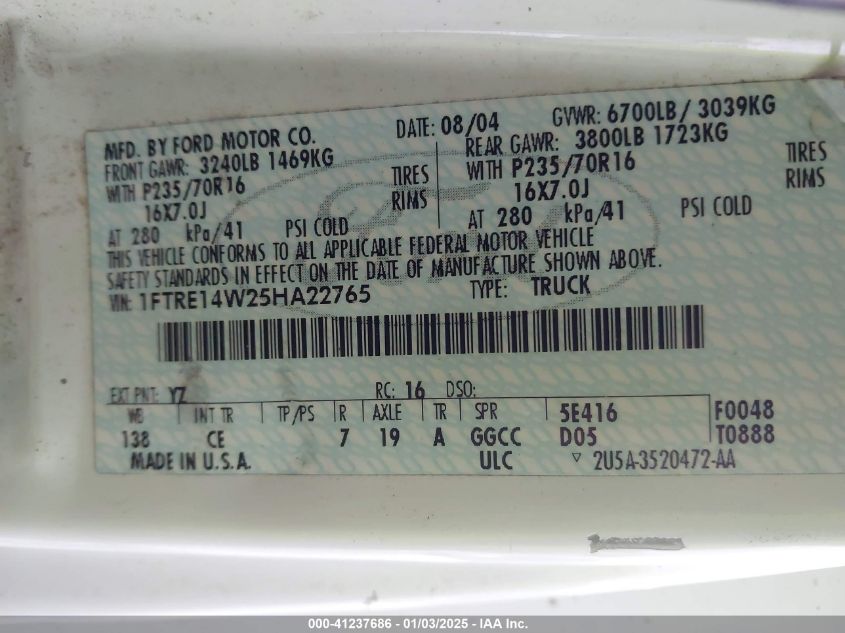 MFD. BY FORD MOTOR CO. DATE: 08/04 GVWR: 6700LB/ 3039KG
FRONT GAWR: 3240LB 1469KG REAR GAWR: 3800LB 1723KG
WITH P235/70R16 TIRES WITH P235/70R16 TIRES
16X7.0J RIMS 16X7.0J RIMS
AT 280 kPa/41 PSI COLD AT 280 kPa/41 PSI COLD
THIS VEHICLE CONFORMS TO ALL APPLICABLE FEDERAL MOTOR VEHICLE
SAFETY STANDARDS IN EFFECT ON THE DATE OF MANUFACTURE SHOWN ABOVE.
VIN: 1FTRE14W25HA22765 TYPE: TRUCK
EXT PNT: YZ RC: 16 DSO:
WB INT TR TP/PS R AXLE TR SPR 5E416 F0048
138 CE 7 19 A GGCC D05 T0888
MADE IN U.S.A. ULC ▽ 2U5A-3520472-AA
000-41237686 - 01/03/2025 - Copyright © 2025 IAA, Inc.